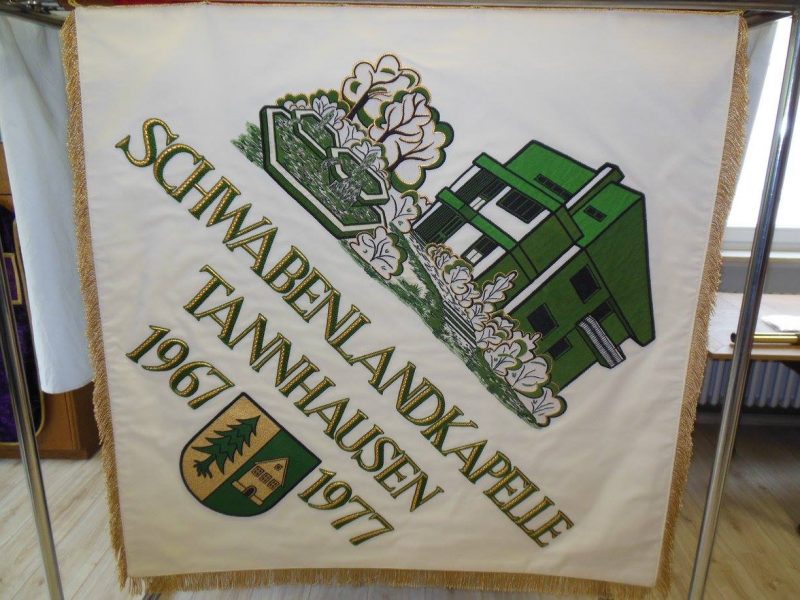 SCHWABENLANDKAPELLE
TANNHAUSEN
1967
1977